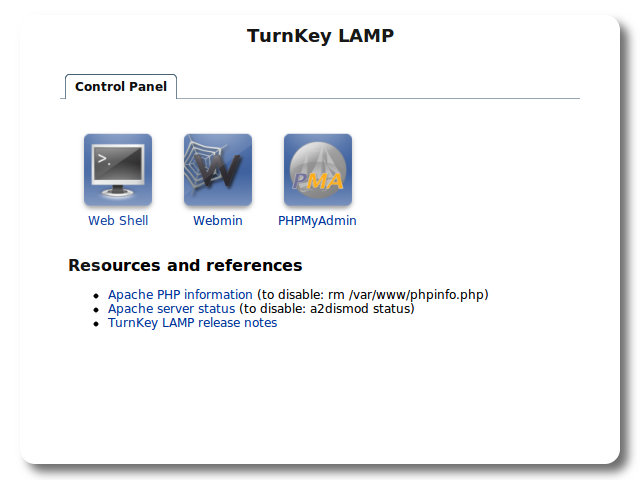 TurnKey LAMP
Control Panel
>_
W
PMA
Web Shell
Webmin
PHPMyAdmin
Resources and references
Apache PHP information (to disable: rm /var/www/phpinfo.php)
Apache server status (to disable: a2dismod status)
TurnKey LAMP release notes